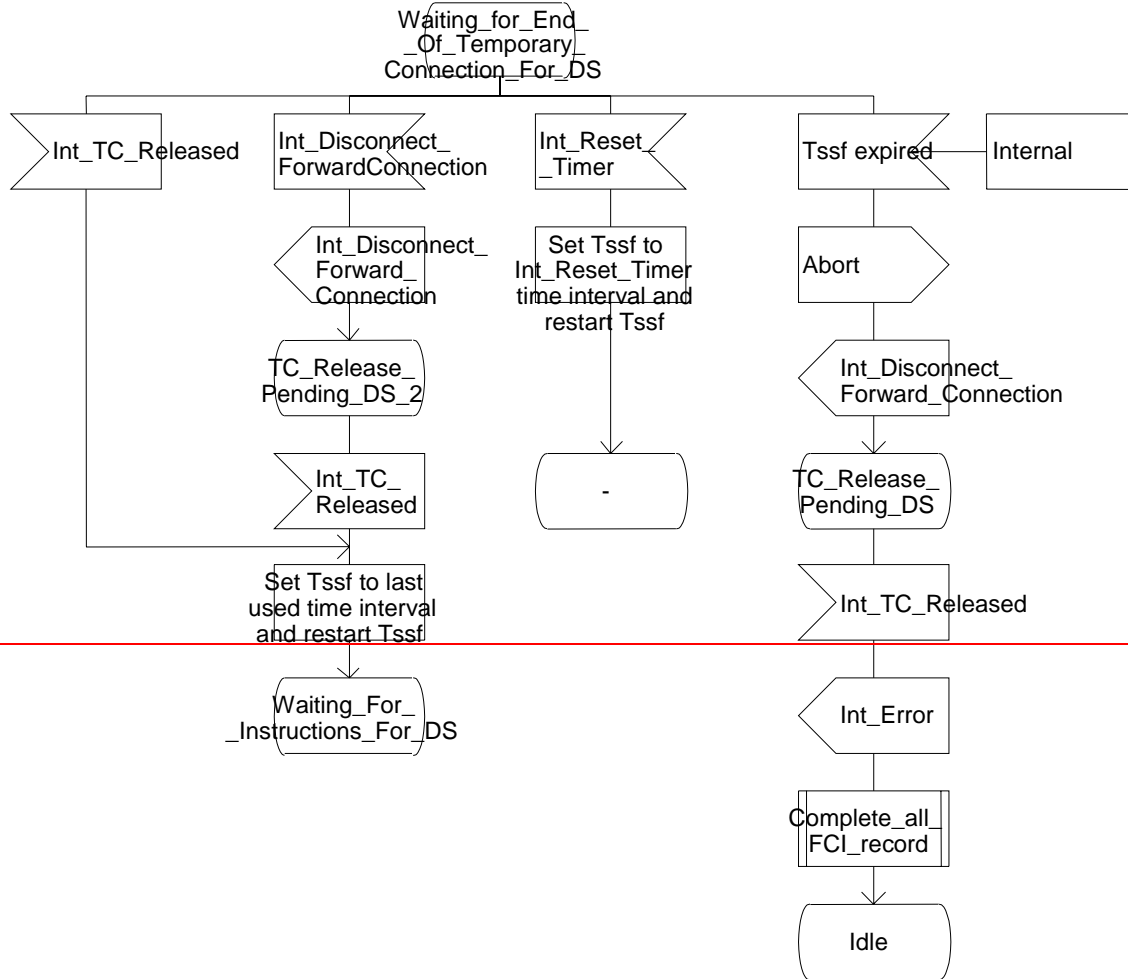 Waiting_for_End_
_Of_Temporary_
Connection_For_DS
Int_TC_Released
Int_Disconnect_
ForwardConnection
Int_Reset_
_Timer
Tssf expired
Internal
Int_Disconnect_
Forward_
Connection
Set Tssf to
Int_Reset_Timer
time interval and
restart Tssf
Abort
TC_Release_
Pending_DS_2
Int_Disconnect_
Forward_Connection
Int_TC_
Released
-
TC_Release_
Pending_DS
Set Tssf to last
used time interval
and restart Tssf
Int_TC_Released
Waiting_For_
_Instructions_For_DS
Int_Error
Complete_all_
FCI_record
Idle